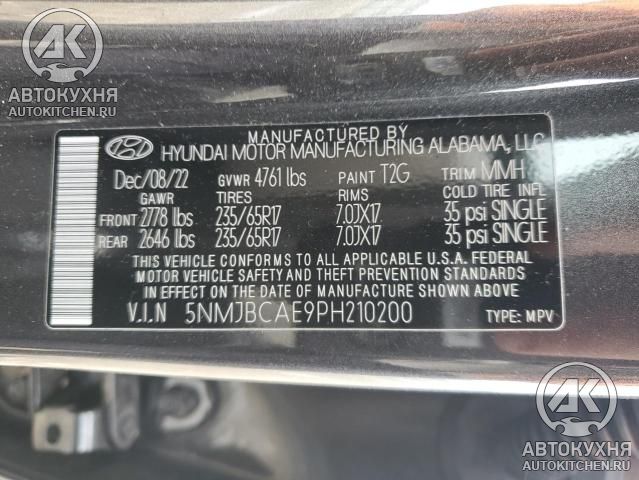 AK
АВТОКУХНЯ
AUTOKITCHEN.RU
MANUFACTURED BY
HYUNDAI MOTOR MANUFACTURING ALABAMA, LLC
Dec/08/22 GVWR 4761 lbs PAINT T2G TRIM MMH
GAWR TIRES RIMS COLD TIRE INFL
FRONT 2778 lbs 235/65R17 7.0JX17 35 psi SINGLE
REAR 2646 lbs 235/65R17 7.0JX17 35 psi SINGLE
THIS VEHICLE CONFORMS TO ALL APPLICABLE U.S.A. FEDERAL
MOTOR VEHICLE SAFETY AND THEFT PREVENTION STANDARDS
IN EFFECT ON THE DATE OF MANUFACTURE SHOWN ABOVE.
V.I.N 5NMJBCAE9PH210200 TYPE: MPV
AK
АВТОКУХНЯ
AUTOKITCHEN.RU